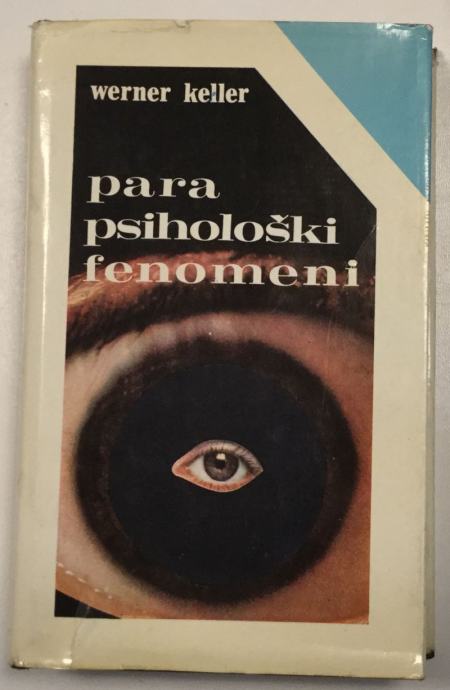 werner keller
para
psihološki
fenomeni